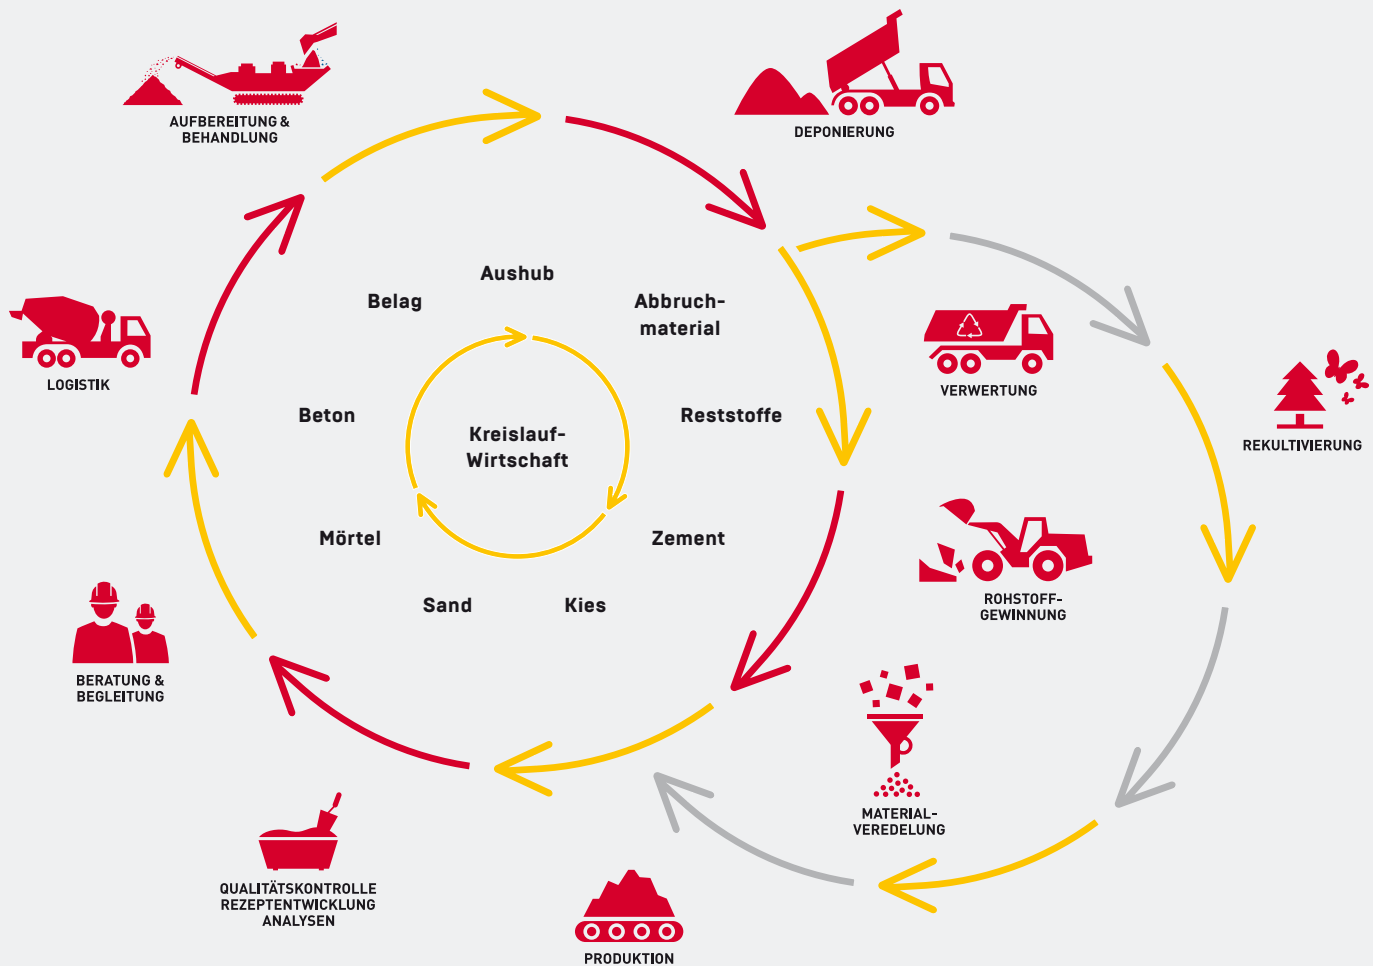 AUFBEREITUNG &
BEHANDLUNG
DEPONIERUNG
Aushub
Belag
Abbruch-
material
LOGISTIK
VERWERTUNG
Beton
Reststoffe
Kreislauf-
Wirtschaft
REKULTIVIERUNG
Mörtel
Zement
Sand
Kies
ROHSTOFF-
GEWINNUNG
BERATUNG &
BEGLEITUNG
MATERIAL-
VEREDELUNG
QUALITÄTSKONTROLLE
REZEPTENTWICKLUNG
ANALYSEN
PRODUKTION